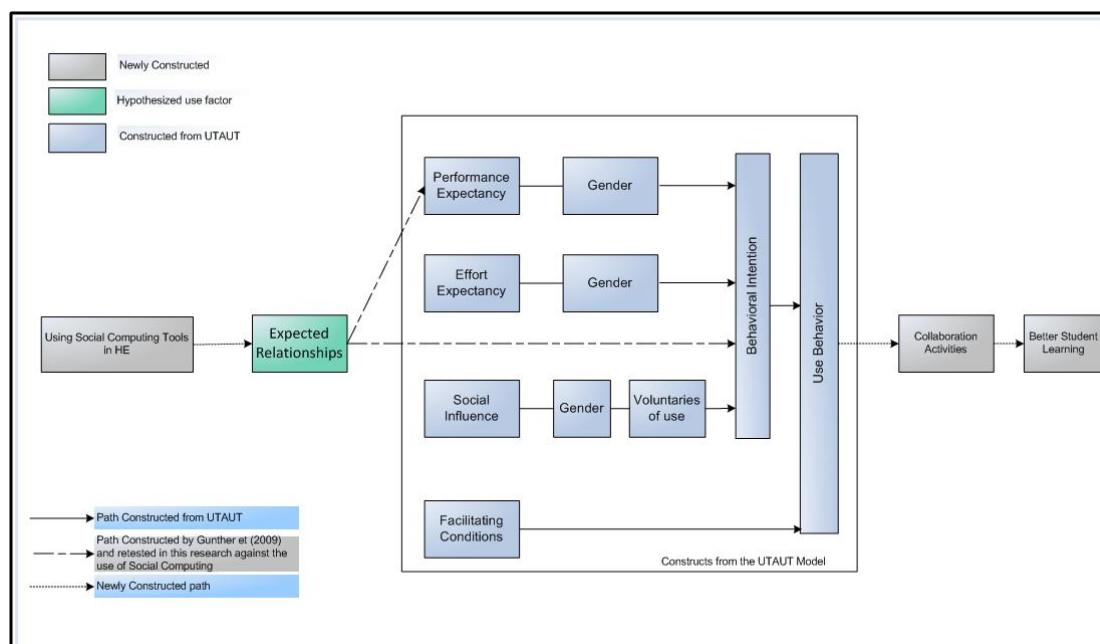 Newly Constructed
Hypothesized use factor
Constructed from UTAUT
Performance
Expectancy
Gender
Effort
Expectancy
Gender
Behavioral Intention
Use Behavior
Using Social Computing Tools
in HE
Expected
Relationships
Collaboration
Activities
Better Student
Learning
Social
Influence
Gender
Voluntaries
of use
Facilitating
Conditions
Constructs from the UTAUT Model
Path Constructed from UTAUT
Path Constructed by Gunther et (2009)
and retested in this research against the
use of Social Computing
Newly Constructed path